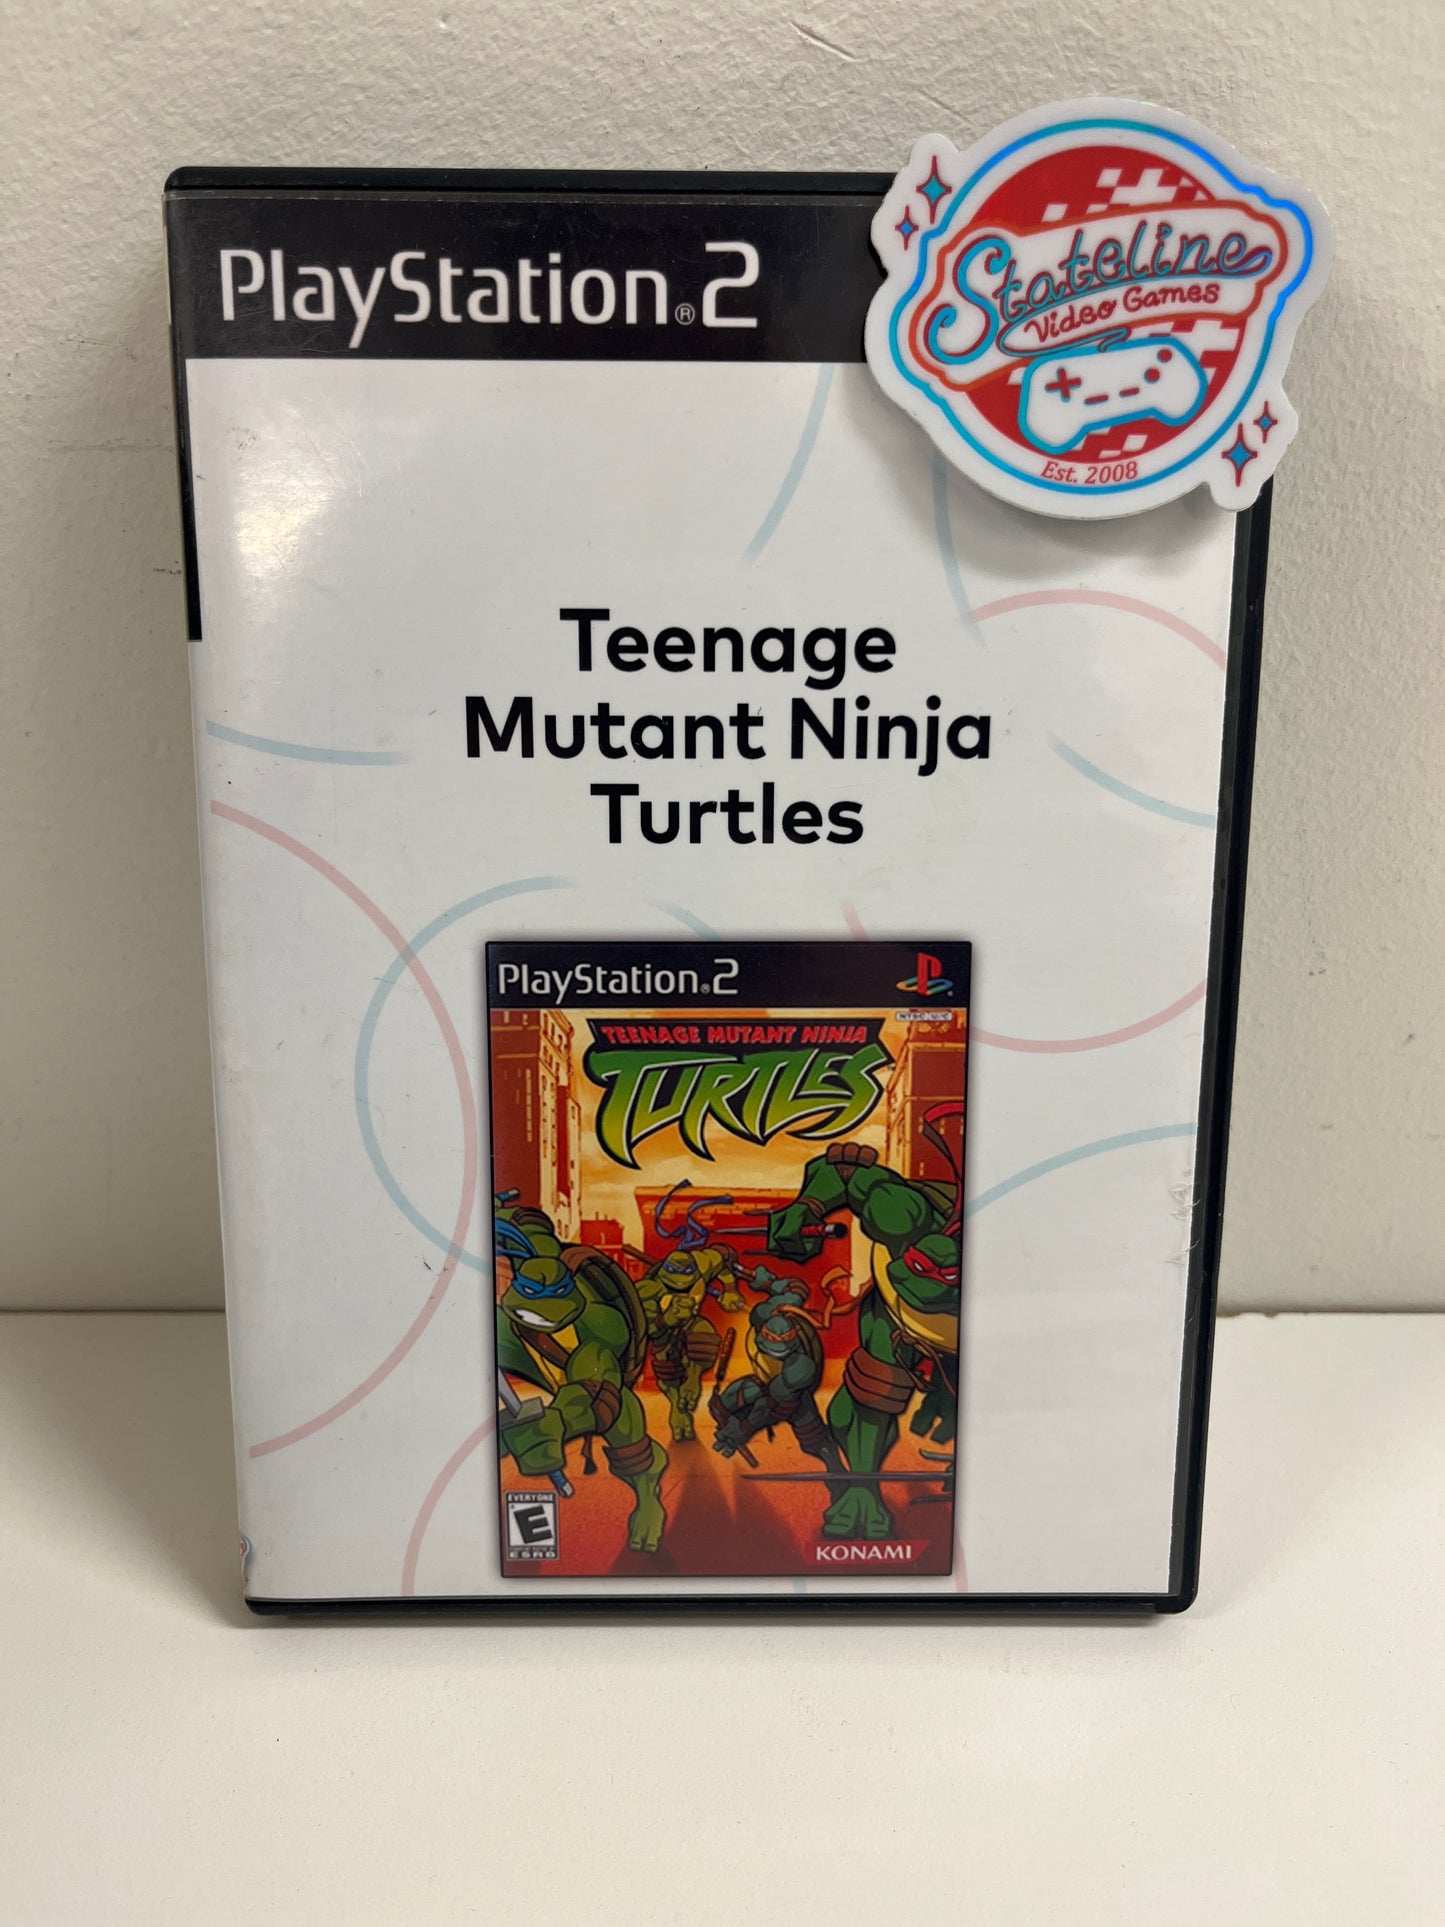 PlayStation®2
Stateline
Video Games
Est. 2008
Teenage
Mutant Ninja
Turtles
PlayStation®2
NTSC U/C
TEENAGE MUTANT NINJA
TURTLES
EVERYONE
E
ESRB
KONAMI